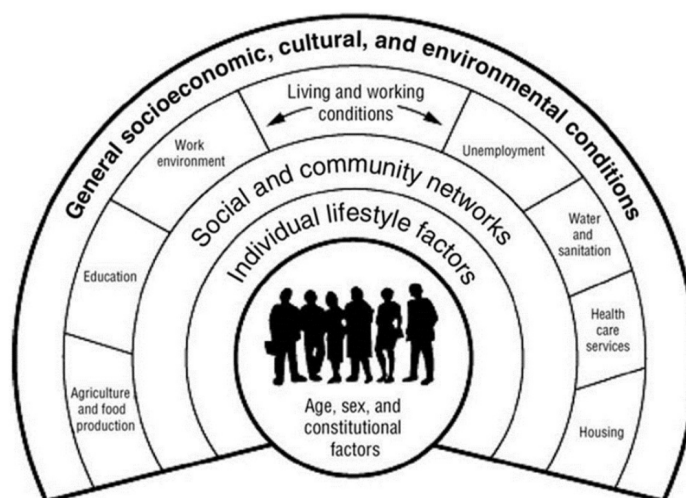 General socioeconomic, cultural, and environmental conditions
Living and working
conditions
Work
environment
Unemployment
Education
Water
and
sanitation
Agriculture
and food
production
Health
care
services
Housing
Social and community networks
Individual lifestyle factors
Age, sex, and
constitutional
factors